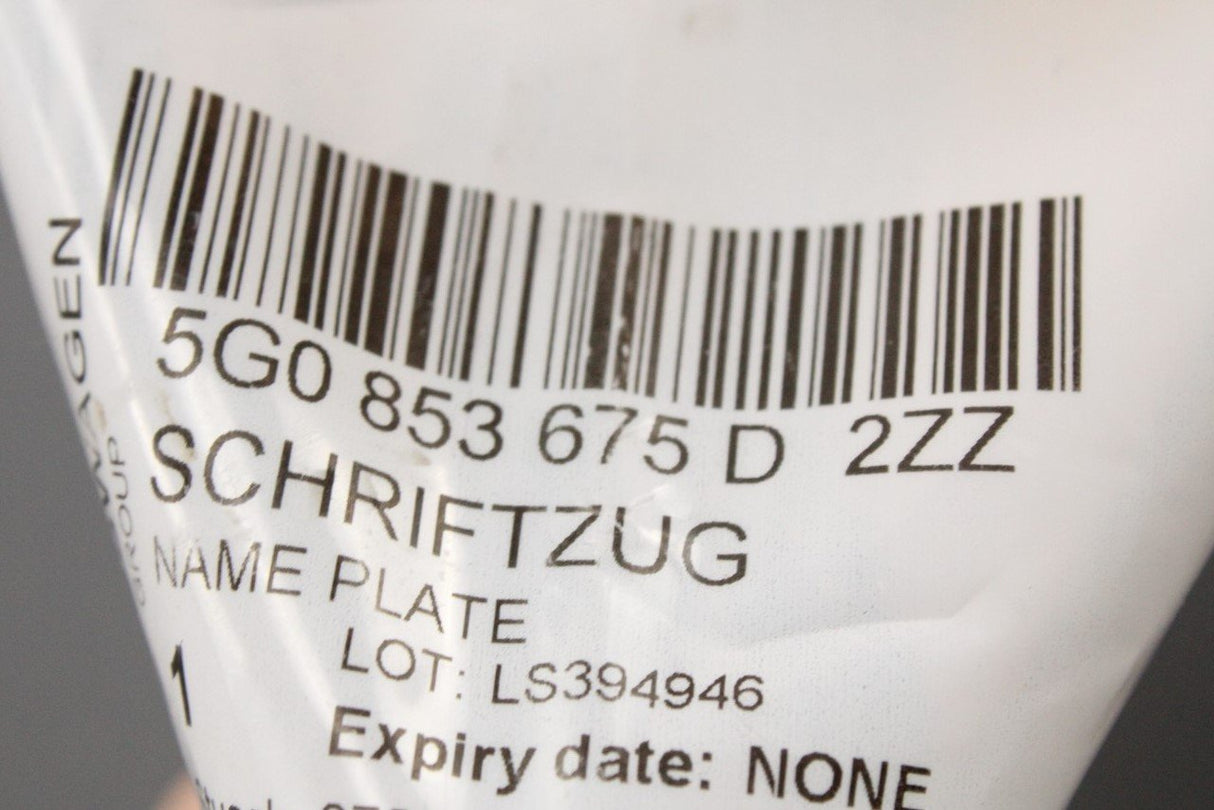 5G0 853 675 D 2ZZ
SCHRIFTZUG
NAME PLATE
LOT: LS394946
1
Expiry date: NONE